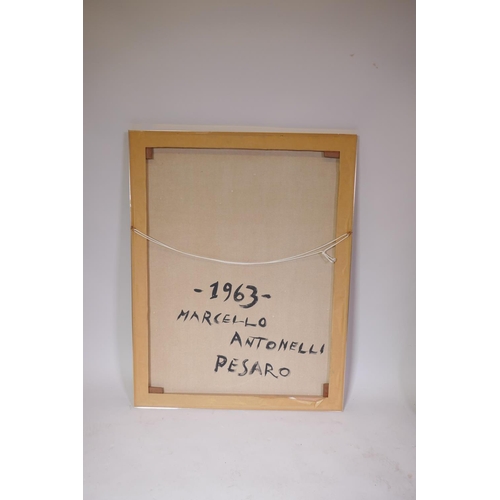 -1963-
MARCELLO
ANTONELLI
PESARO